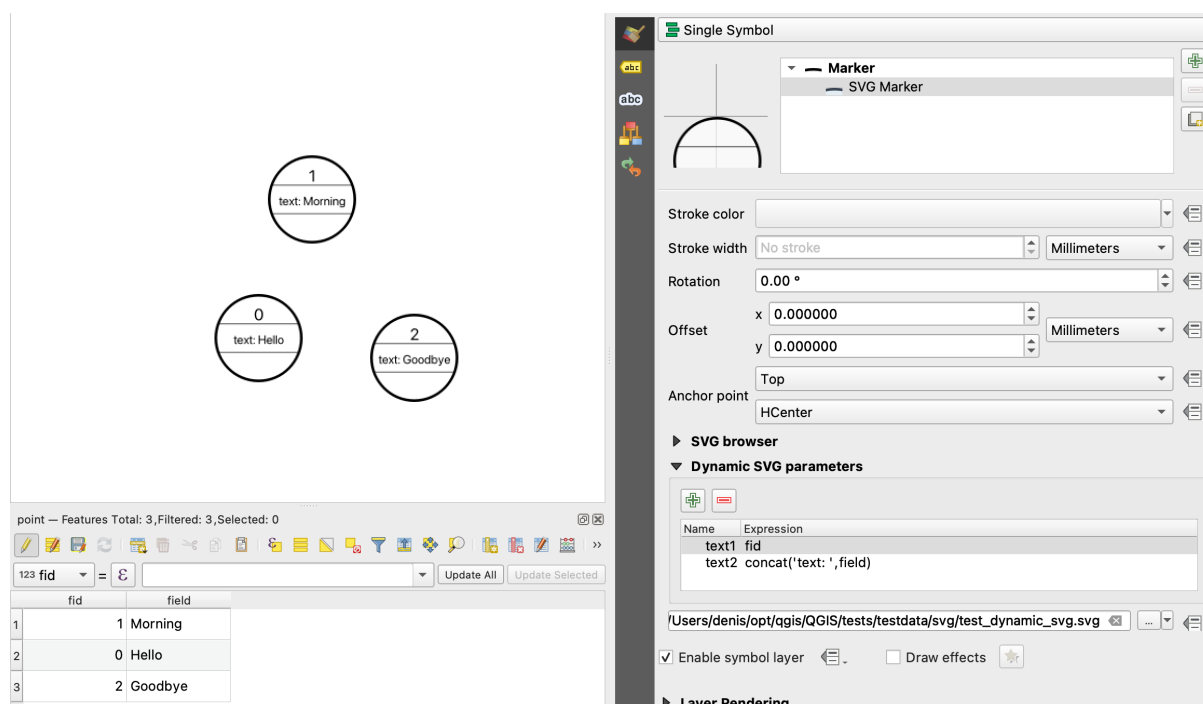 1
text: Morning
0
text: Hello
2
text: Goodbye
point — Features Total: 3,Filtered: 3,Selected: 0
123 fid = ε Update All Update Selected
fid field
1 1 Morning
2 0 Hello
3 2 Goodbye
abc
abc
Single Symbol
Marker
SVG Marker
Stroke color
Stroke width No stroke Millimeters
Rotation 0.00 °
Offset x 0.000000 Millimeters
y 0.000000
Anchor point Top
HCenter
SVG browser
Dynamic SVG parameters
Name Expression
text1 fid
text2 concat('text: ',field)
/Users/denis/opt/qgis/QGIS/tests/testdata/svg/test_dynamic_svg.svg ...
Enable symbol layer Draw effects
Layer Rendering